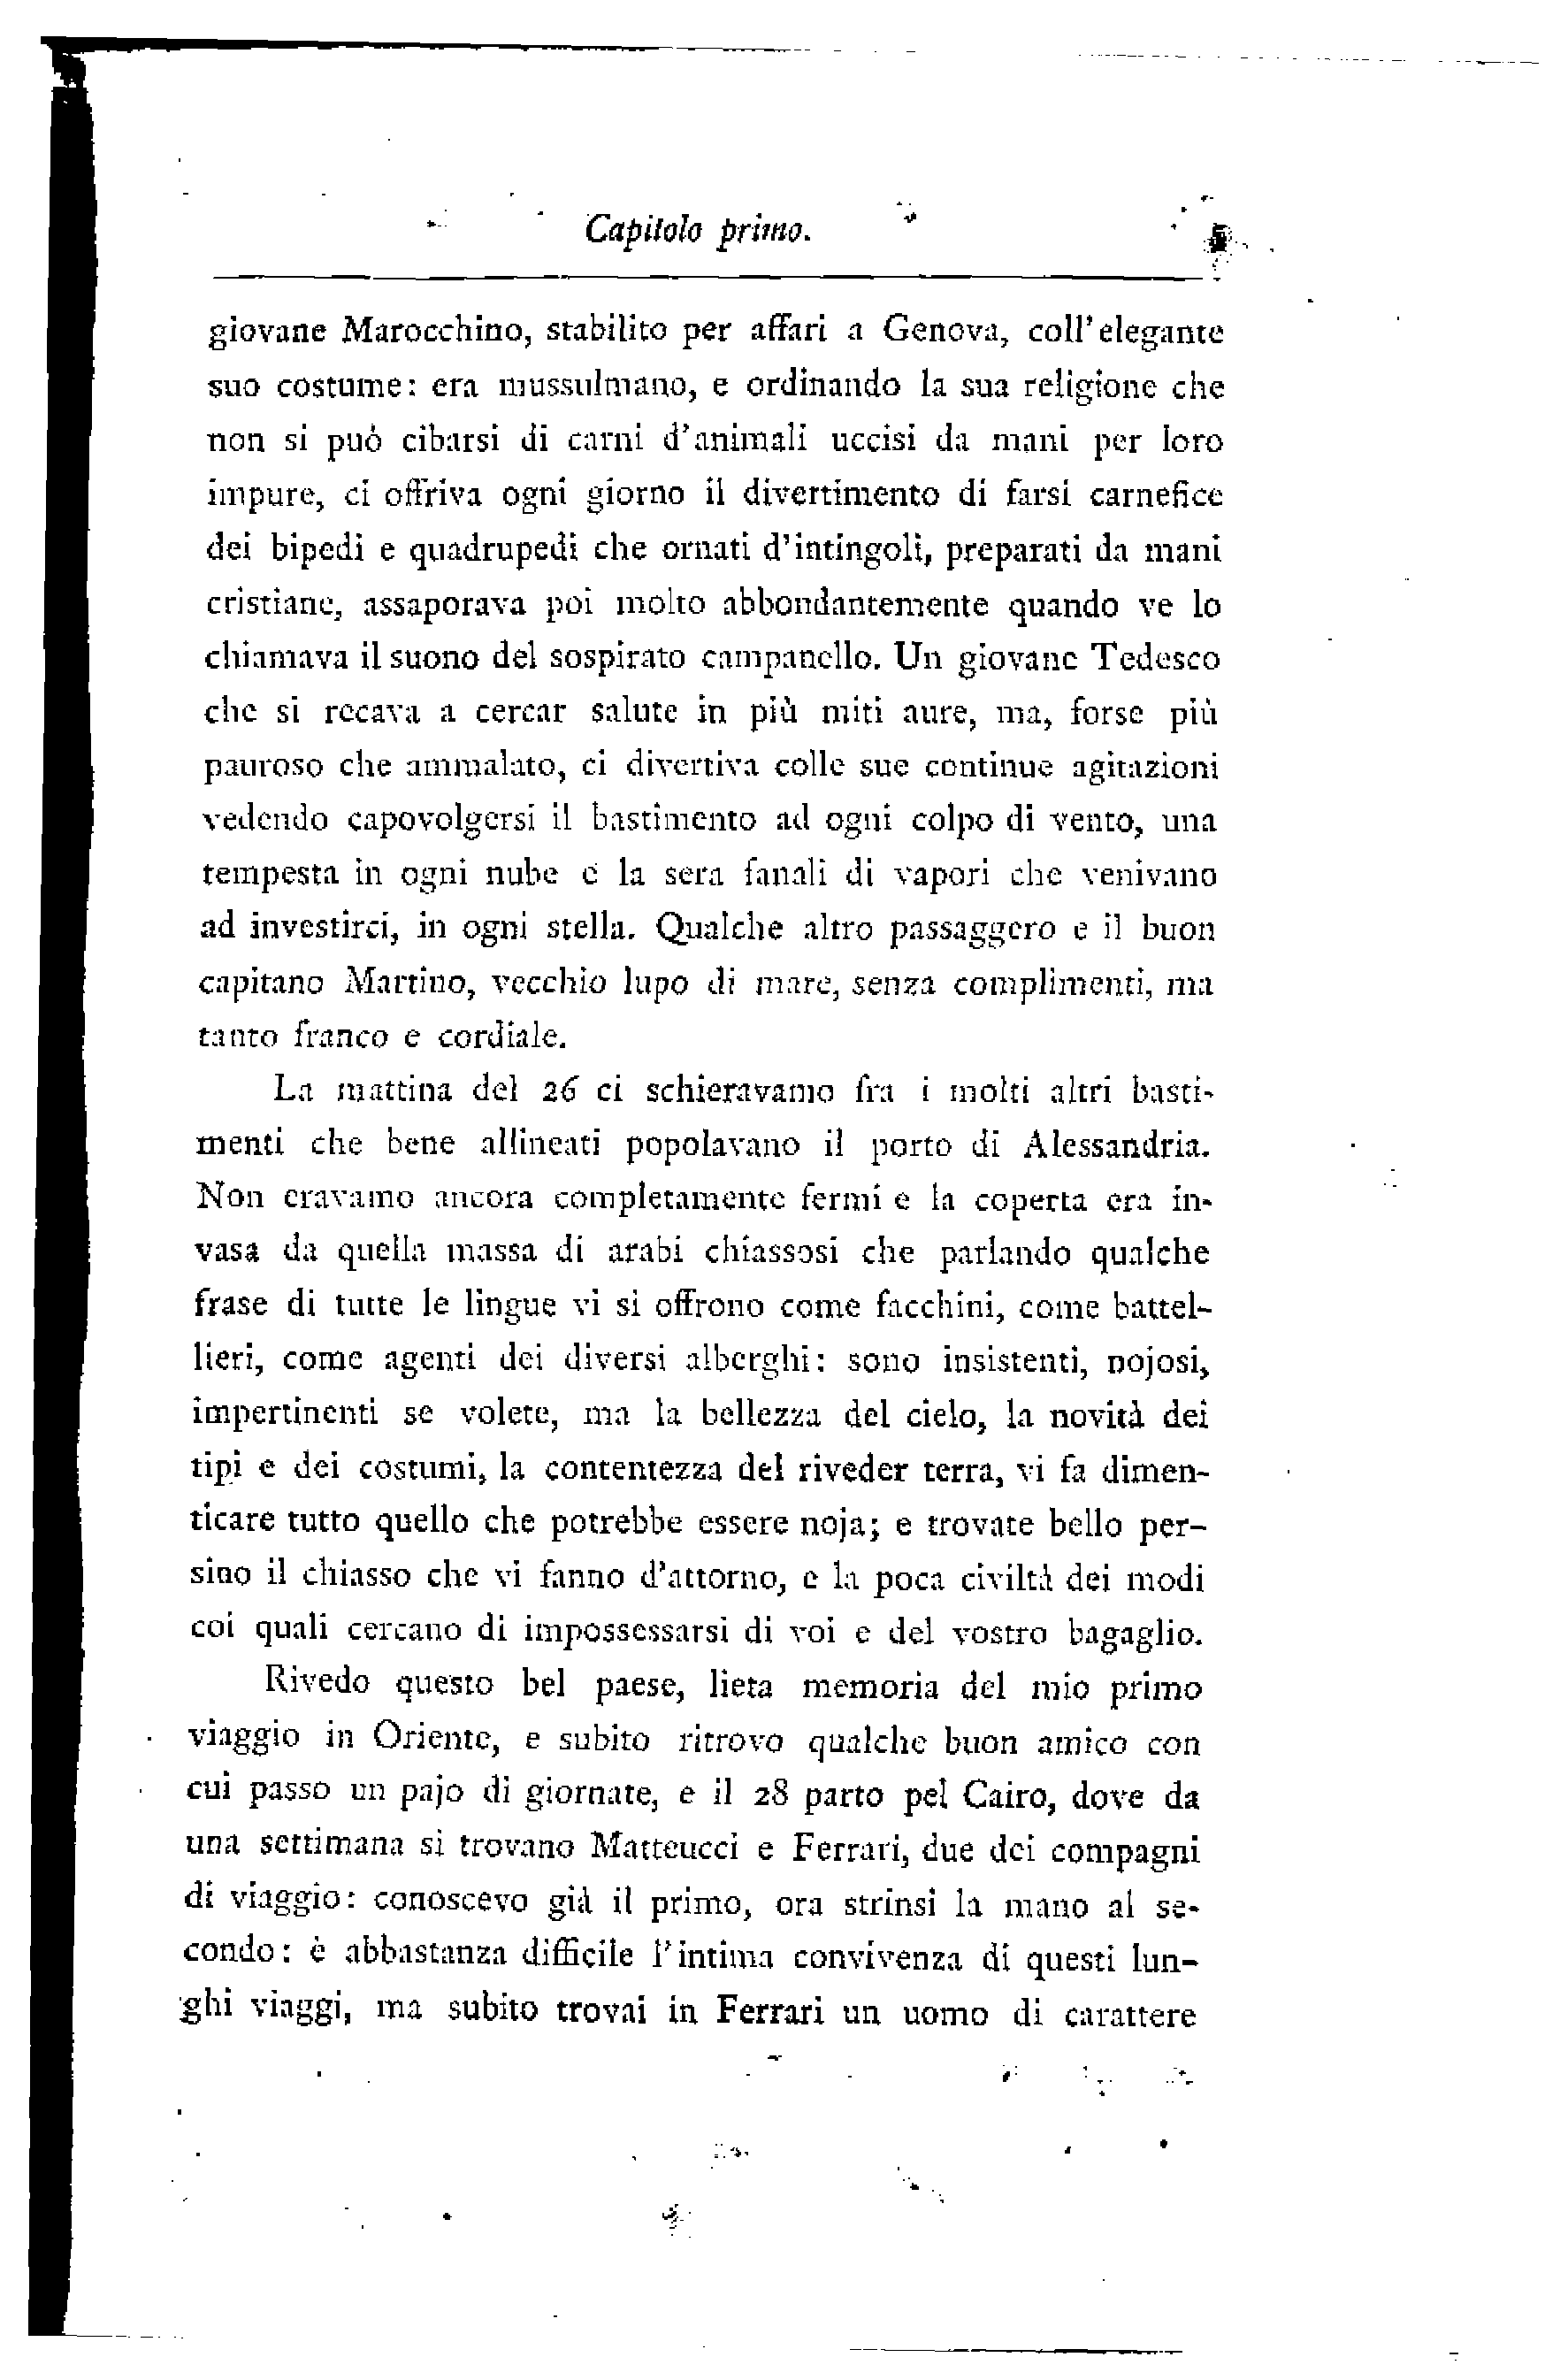 Capitolo primo.
giovane Marocchino, stabilito per affari a Genova, coll'elegante
suo costume: era mussulmano, e ordinando la sua religione che
non si può cibarsi di carni d'animali uccisi da mani per loro
impure, ci offriva ogni giorno il divertimento di farsi carnefice
dei bipedi e quadrupedi che ornati d'intingoli, preparati da mani
cristiane, assaporava poi molto abbondantemente quando ve lo
chiamava il suono del sospirato campanello. Un giovane Tedesco
che si recava a cercar salute in più miti aure, ma, forse più
pauroso che ammalato, ci divertiva colle sue continue agitazioni
vedendo capovolgersi il bastimento ad ogni colpo di vento, una
tempesta in ogni nube e la sera fanali di vapori che venivano
ad investirci, in ogni stella. Qualche altro passaggero e il buon
capitano Martino, vecchio lupo di mare, senza complimenti, ma
tanto franco e cordiale.
La mattina del 26 ci schieravamo fra i molti altri basti-
menti che bene allineati popolavano il porto di Alessandria.
Non eravamo ancora completamente fermi e la coperta era in-
vasa da quella massa di arabi chiassosi che parlando qualche
frase di tutte le lingue vi si offrono come facchini, come battel-
lieri, come agenti dei diversi alberghi: sono insistenti, nojosi,
impertinenti se volete, ma la bellezza del cielo, la novità dei
tipi e dei costumi, la contentezza del riveder terra, vi fa dimen-
ticare tutto quello che potrebbe essere noja; e trovate bello per-
sino il chiasso che vi fanno d'attorno, e la poca civiltà dei modi
coi quali cercano di impossessarsi di voi e del vostro bagaglio.
Rivedo questo bel paese, lieta memoria del mio primo
viaggio in Oriente, e subito ritrovo qualche buon amico con
cui passo un pajo di giornate, e il 28 parto pel Cairo, dove da
una settimana si trovano Matteucci e Ferrari, due dei compagni
di viaggio: conoscevo già il primo, ora strinsi la mano al se-
condo: è abbastanza difficile l'intima convivenza di questi lun-
ghi viaggi, ma subito trovai in Ferrari un uomo di carattere